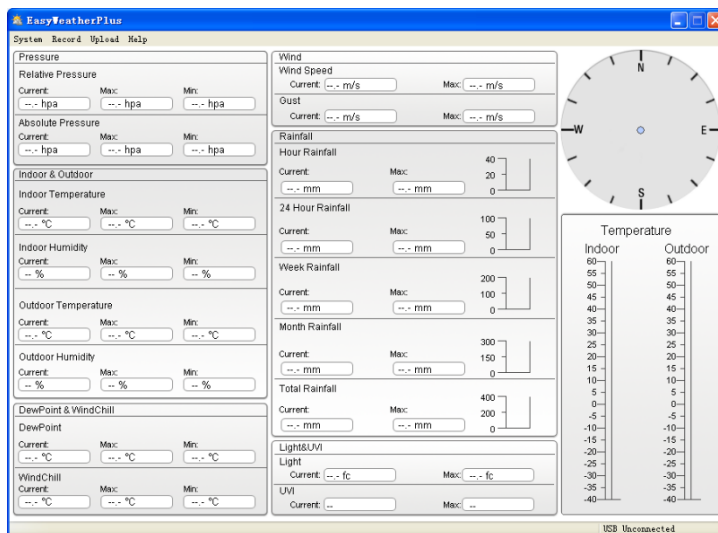 EasyWeatherPlus
System Record Upload Help
Pressure
Relative Pressure
Current: Max: Min:
--.- hpa --.- hpa --.- hpa
Absolute Pressure
Current: Max: Min:
--.- hpa --.- hpa --.- hpa
Indoor & Outdoor
Indoor Temperature
Current: Max: Min:
--.- °C --.- °C --.- °C
Indoor Humidity
Current: Max: Min:
-- % -- % -- %
Outdoor Temperature
Current: Max: Min:
--.- °C --.- °C --.- °C
Outdoor Humidity
Current: Max: Min:
-- % -- % -- %
DewPoint & WindChill
DewPoint
Current: Max: Min:
--.- °C --.- °C --.- °C
WindChill
Current: Max: Min:
--.- °C --.- °C --.- °C
Wind
Wind Speed
Current: --.- m/s Max: --.- m/s
Gust
Current: --.- m/s Max: --.- m/s
Rainfall
Hour Rainfall
40
Current: Max: 20
--.- mm --.- mm 0
24 Hour Rainfall
100
Current: Max: 50
--.- mm --.- mm 0
Week Rainfall
200
Current: Max: 100
--.- mm --.- mm 0
Month Rainfall
300
Current: Max: 150
--.- mm --.- mm 0
Total Rainfall
400
Current: Max: 200
--.- mm --.- mm 0
Light&UVI
Light
Current: --.- fc Max: --.- fc
UVI
Current: -- Max: --
N
W E
S
Temperature
Indoor Outdoor
60 60
55 55
50 50
45 45
40 40
35 35
30 30
25 25
20 20
15 15
10 10
5 5
0 0
-5 -5
-10 -10
-15 -15
-20 -20
-25 -25
-30 -30
-35 -35
-40 -40
USB Unconnected